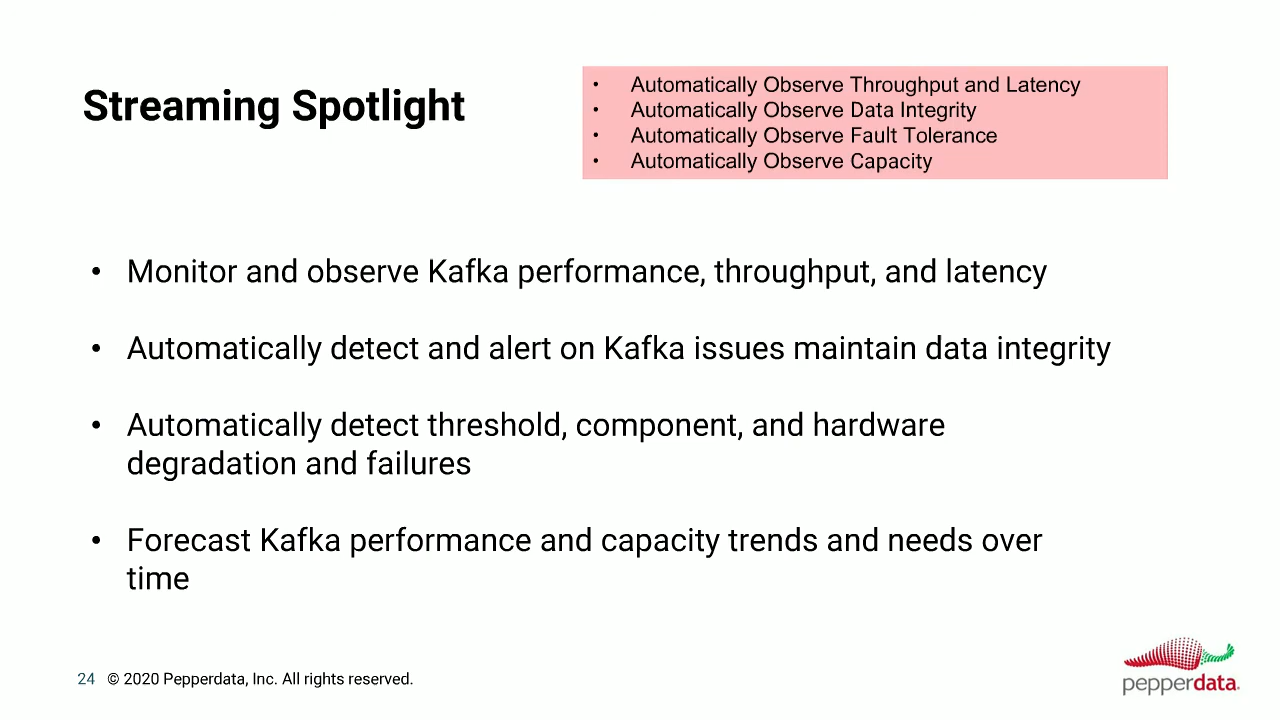 Streaming Spotlight
• Automatically Observe Throughput and Latency
• Automatically Observe Data Integrity
• Automatically Observe Fault Tolerance
• Automatically Observe Capacity
• Monitor and observe Kafka performance, throughput, and latency
• Automatically detect and alert on Kafka issues maintain data integrity
• Automatically detect threshold, component, and hardware
degradation and failures
• Forecast Kafka performance and capacity trends and needs over
time
24 © 2020 Pepperdata, Inc. All rights reserved.
pepperdata.